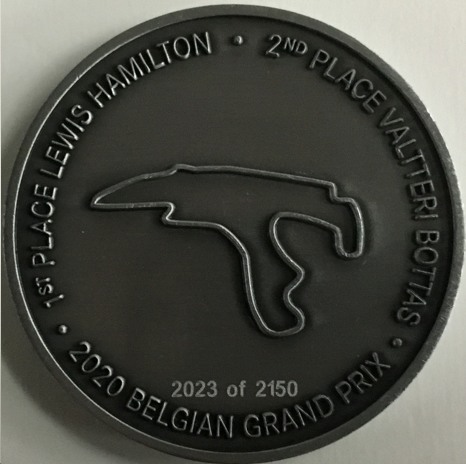 1ST PLACE LEWIS HAMILTON • 2ND PLACE VALTTERI BOTTAS •
2020 BELGIAN GRAND PRIX •
2023 of 2150